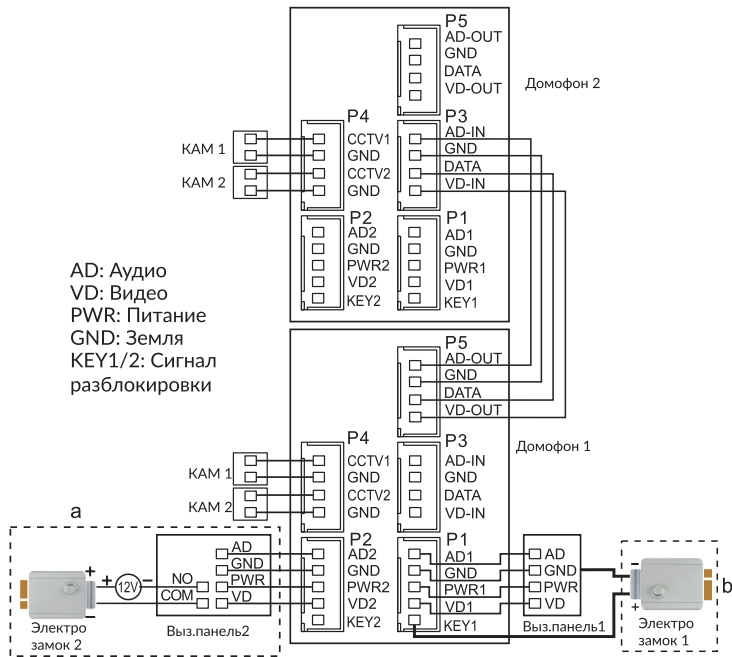 P5
AD-OUT
GND
DATA
VD-OUT
Домофон 2
P4
CCTV1
GND
CCTV2
GND
КАМ 1
КАМ 2
P3
AD-IN
GND
DATA
VD-IN
P2
AD2
GND
PWR2
VD2
KEY2
P1
AD1
GND
PWR1
VD1
KEY1
AD: Аудио
VD: Видео
PWR: Питание
GND: Земля
KEY1/2: Сигнал
разблокировки
P5
AD-OUT
GND
DATA
VD-OUT
Домофон 1
P4
CCTV1
GND
CCTV2
GND
КАМ 1
КАМ 2
P3
AD-IN
GND
DATA
VD-IN
a
+
+ 12V −
−
Электро
замок 2
NO
COM
AD
GND
PWR
VD
Выз.панель2
P2
AD2
GND
PWR2
VD2
KEY2
P1
AD1
GND
PWR1
VD1
KEY1
AD
GND
PWR
VD
Выз.панель1
−
+
b
Электро
замок 1